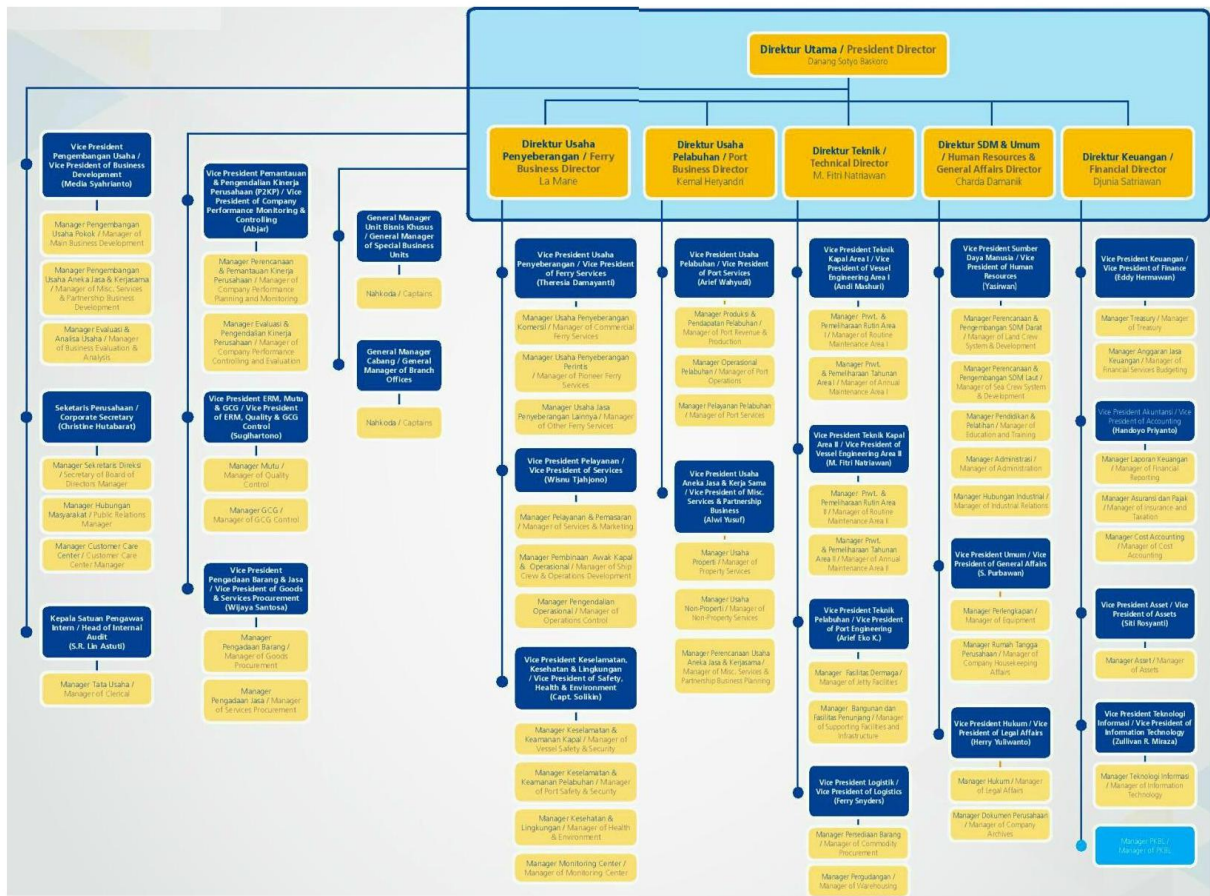 Direktur Utama / President Director
Danang Sotyo Baskoro
Direktur Usaha
Penyeberangan / Ferry
Business Director
La Mane
Direktur Usaha
Pelabuhan / Port
Business Director
Kemal Heryandri
Direktur Teknik /
Technical Director
M. Fitri Natriawan
Direktur SDM & Umum
/ Human Resources &
General Affairs Director
Charda Damanik
Direktur Keuangan /
Financial Director
Djunia Satriawan
Vice President
Pengembangan Usaha /
Vice President of Business
Development
(Media Syahrianto)
Manager Pengembangan
Usaha Pokok / Manager of
Main Business Development
Manager Pengembangan
Usaha Aneka Jasa & Kerjasama
/ Manager of Misc. Services
& Partnership Business
Development
Manager Evaluasi &
Analisa Usaha / Manager
of Business Evaluation &
Analysis
Seketaris Perusahaan /
Corporate Secretary
(Christine Hutabarat)
Manager Sekretaris Direksi
/ Secretary of Board of
Directors Manager
Manager Hubungan
Masyarakat / Public Relations
Manager
Manager Customer Care
Center / Customer Care
Center Manager
Kepala Satuan Pengawas
Intern / Head of Internal
Audit
(S.R. Lin Astuti)
Manager Tata Usaha /
Manager of Clerical
Vice President Pemantauan
& Pengendalian Kinerja
Perusahaan (P2KP) / Vice
President of Company
Performance Monitoring &
Controlling
(Abjar)
Manager Perencanaan
& Pemantauan Kinerja
Perusahaan / Manager of
Company Performance
Planning and Monitoring
Manager Evaluasi &
Pengendalian Kinerja
Perusahaan / Manager of
Company Performance
Controlling and Evaluation
Vice President ERM, Mutu
& GCG / Vice President
of ERM, Quality & GCG
Control
(Sugihartono)
Manager Mutu /
Manager of Quality
Control
Manager GCG /
Manager of GCG Control
Vice President
Pengadaan Barang & Jasa
/ Vice President of Goods
& Services Procurement
(Wijaya Santosa)
Manager
Pengadaan Barang /
Manager of Goods
Procurement
Manager
Pengadaan Jasa / Manager
of Services Procurement
General Manager
Unit Bisnis Khusus
/ General Manager
of Special Business
Units
Nahkoda / Captains
General Manager
Cabang / General
Manager of Branch
Offices
Nahkoda / Captains
Vice President Usaha
Penyeberangan / Vice President
of Ferry Services
(Theresia Damayanti)
Manager Usaha Penyeberangan
Komersil / Manager of Commercial
Ferry Services
Manager Usaha Penyeberangan
Perintis
/ Manager of Pioneer Ferry
Services
Manager Usaha Jasa
Penyeberangan Lainnya / Manager
of Other Ferry Services
Vice President Pelayanan /
Vice President of Services
(Wisnu Tjahjono)
Manager Pelayanan & Pemasaran
/ Manager of Services & Marketing
Manager Pembinaan Awak Kapal
& Operasional / Manager of Ship
Crew & Operations Development
Manager Pengendalian
Operasional / Manager of
Operations Control
Vice President Keselamatan,
Kesehatan & Lingkungan
/ Vice President of Safety,
Health & Environment
(Capt. Solikin)
Manager Keselamatan &
Keamanan Kapal / Manager of
Vessel Safety & Security
Manager Keselamatan &
Keamanan Pelabuhan / Manager
of Port Safety & Security
Manager Kesehatan &
Lingkungan / Manager of Health
& Environment
Manager Monitoring Center /
Manager of Monitoring Center
Vice President Usaha
Pelabuhan / Vice President
of Port Services
(Arief Wahyudi)
Manager Produksi &
Pendapatan Pelabuhan /
Manager of Port Revenue &
Production
Manager Operasional
Pelabuhan / Manager of Port
Operations
Manager Pelayanan Pelabuhan
/ Manager of Port Services
Vice President Usaha
Aneka Jasa & Kerja Sama
/ Vice President of Misc.
Services & Partnership
Business
(Alwi Yusuf)
Manager Usaha
Properti / Manager of
Property Services
Manager Usaha
Non-Properti / Manager of
Non-Property Services
Manager Perencanaan Usaha
Aneka Jasa & Kerjasama /
Manager of Misc. Services &
Partnership Business Planning
Vice President Teknik
Kapal Area I / Vice
President of Vessel
Engineering Area I
(Andi Mashuri)
Manager Prwt.
& Pemeliharaan Rutin Area
I / Manager of Routine
Maintenance Area I
Manager Prwt.
& Pemeliharaan Tahunan
Area I / Manager of Annual
Maintenance Area I
Vice President Teknik Kapal
Area II / Vice President of
Vessel Engineering Area II
(M. Fitri Natriawan)
Manager Prwt. &
Pemeliharaan Rutin Area
II / Manager of Routine
Maintenance Area II
Manager Prwt.
& Pemeliharaan Tahunan
Area II / Manager of Annual
Maintenance Area II
Vice President Teknik
Pelabuhan / Vice President
of Port Engineering
(Arief Eko K.)
Manager Fasilitas Dermaga /
Manager of Jetty Facilities
Manager. Bangunan dan
Fasilitas Penunjang / Manager
of Supporting Facilities and
Infrastructure
Vice President Logistik /
Vice President of Logistics
(Ferry Snyders)
Manager Persediaan Barang
/ Manager of Commodity
Procurement
Manager Pergudangan /
Manager of Warehousing
Vice President Sumber
Daya Manusia / Vice
President of Human
Resources
(Yasirwan)
Manager Perencanaan &
Pengembangan SDM Darat
/ Manager of Land Crew
System & Development
Manager Perencanaan &
Pengembangan SDM Laut /
Manager of Sea Crew System
& Development
Manager Pendidikan &
Pelatihan / Manager of
Education and Training
Manager Administrasi /
Manager of Administration
Manager Hubungan Industrial /
Manager of Industrial Relations
Vice President Umum / Vice
President of General Affairs
(S. Purbawan)
Manager Perlengkapan /
Manager of Equipment
Manager Rumah Tangga
Perusahaan / Manager of
Company Housekeeping
Affairs
Vice President Hukum / Vice
President of Legal Affairs
(Herry Yuliwanto)
Manager Hukum / Manager
of Legal Affairs
Manager Dokumen Perusahaan
/ Manager of Company
Archives
Vice President Keuangan /
Vice President of Finance
(Eddy Hermawan)
Manager Treasury / Manager
of Treasury
Manager Anggaran Jasa
Keuangan / Manager of
Financial Services Budgeting
Vice President Akuntansi / Vice
President of Accounting
(Handoyo Priyanto)
Manager Laporan Keuangan
/ Manager of Financial
Reporting
Manager Asuransi dan Pajak
/ Manager of Insurance and
Taxation
Manager Cost Accounting
/ Manager of Cost
Accounting
Vice President Asset / Vice
President of Assets
(Siti Rosyanti)
Manager Asset / Manager
of Assets
Vice President Teknologi
Informasi / Vice President of
Information Technology
(Zullivan R. Miraza)
Manager Teknologi Informasi
/ Manager of Information
Technology
Manager PKBL /
Manager of PKBL